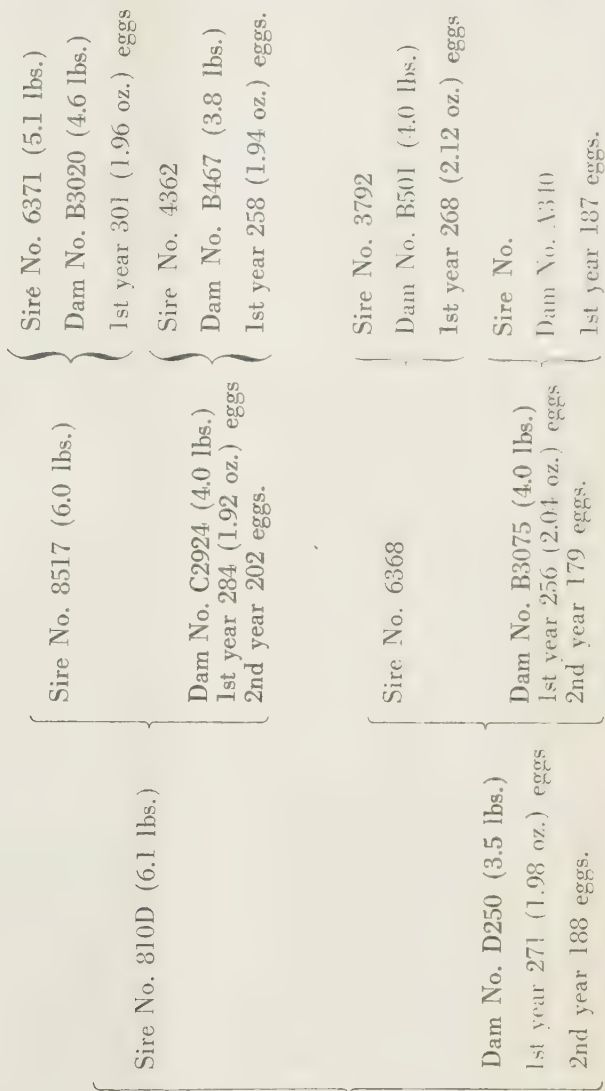 Sire No. 810D (6.1 lbs.)
Dam No. D250 (3.5 lbs.)
1st year 271 (1.98 oz.) eggs
2nd year 188 eggs.
Sire No. 8517 (6.0 lbs.)
Dam No. C2924 (4.0 lbs.)
1st year 284 (1.92 oz.) eggs
2nd year 202 eggs.
Sire No. 6368
Dam No. B3075 (4.0 lbs.)
1st year 256 (2.04 oz.) eggs
2nd year 179 eggs.
Siré No. 6371 (5.1 lbs.)
Dam No. B3020 (4.6 lbs.)
1st year 301 (1.96 oz.) eggs
Sire No. 4362
Dam No. B467 (3.8 lbs.)
1st year 258 (1.94 oz.) eggs.
Sire No. 3792
Dam No. B501 (4.0 lbs.)
1st year 268 (2.12 oz.) eggs
Sire No.
Dam No. A310
1st year 187 eggs.